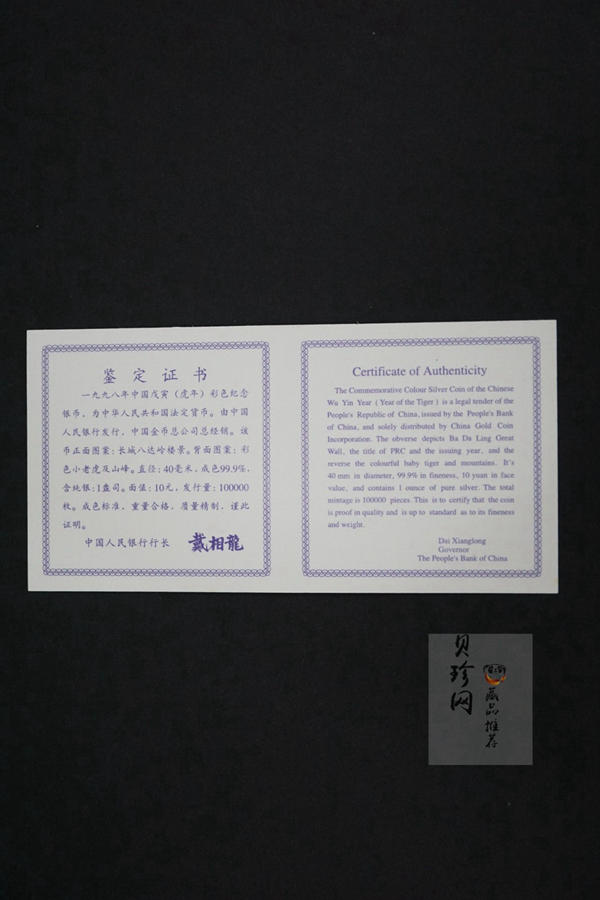 鉴定证书
一九九八年中国戊寅（虎年）彩色纪念
银币，为中华人民共和国法定货币。由中国
人民银行发行，中国金币总公司总经销。该
币正面图案：长城八达岭楼景。背面图案：彩
色小老虎及山峰。直径：40毫米，成色99.9%，
含纯银：1盎司。面值：10元，发行量：100000
枚。成色标准，重量合格，质量精制，谨此
证明。
中国人民银行行长 戴相龍
Certificate of Authenticity
The Commemorative Colour Silver Coin of the Chinese
Wu Yin Year (Year of the Tiger) is a legal tender of the
People's Republic of China, issued by the People's Bank
of China, and solely distributed by China Gold Coin
Incorporation. The obverse depicts Ba Da Ling Great
Wall, the title of PRC and the issuing year, and the
reverse the colourful baby tiger and mountains. It's
40 mm in diameter, 99.9% in fineness, 10 yuan in face
value, and contains 1 ounce of pure silver. The total
mintage is 100000 pieces. This is to certify that the coin
is proof in quality and is up to standard as to its fineness
and weight.
Dai Xianglong
Governor
The People's Bank of China
贝珍网
藏品推荐